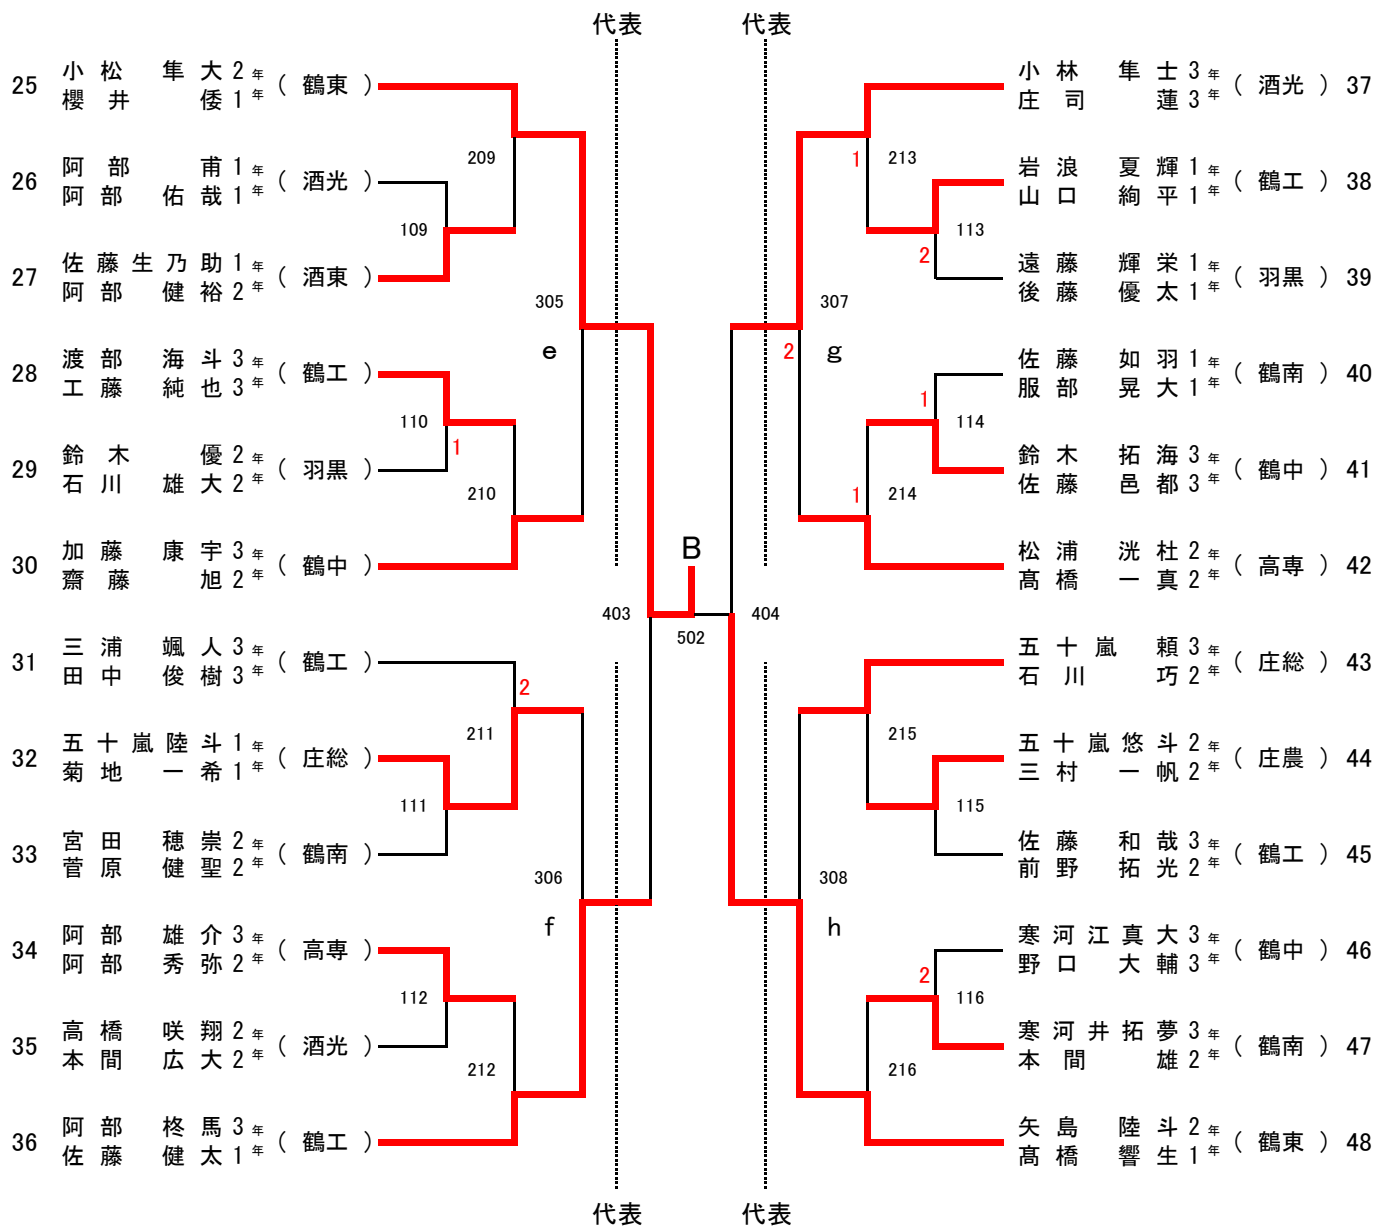 代表 代表
25 小松 隼大 2年 ( 鶴東 )
櫻井 倭 1年
26 阿部 甫 1年 ( 酒光 )
阿部 佑哉 1年
27 佐藤生乃助 1年 ( 酒東 )
阿部 健裕 2年
28 渡部 海斗 3年 ( 鶴工 )
工藤 純也 3年
29 鈴木 優 2年 ( 羽黒 )
石川 雄大 2年
30 加藤 康宇 3年 ( 鶴中 )
齋藤 旭 2年
31 三浦 颯人 3年 ( 鶴工 )
田中 俊樹 3年
32 五十嵐陸斗 1年 ( 庄総 )
菊地 一希 1年
33 宮田 穂崇 2年 ( 鶴南 )
菅原 健聖 2年
34 阿部 雄介 3年 ( 高専 )
阿部 秀弥 2年
35 高橋 咲翔 2年 ( 酒光 )
本間 広大 2年
36 阿部 柊馬 3年 ( 鶴工 )
佐藤 健太 1年
209
109
305
e
110
1
210
403
2
211
111
306
f
112
212
B
502
404
小林 隼士 3年 ( 酒光 ) 37
庄司 蓮 3年
岩浪 夏輝 1年 ( 鶴工 ) 38
山口 絢平 1年
遠藤 輝栄 1年 ( 羽黒 ) 39
後藤 優太 1年
佐藤 如羽 1年 ( 鶴南 ) 40
服部 晃大 1年
鈴木 拓海 3年 ( 鶴中 ) 41
佐藤 邑都 3年
松浦 洸杜 2年 ( 高専 ) 42
髙橋 一真 2年
五十嵐 頼 3年 ( 庄総 ) 43
石川 巧 2年
五十嵐悠斗 2年 ( 庄農 ) 44
三村 一帆 2年
佐藤 和哉 3年 ( 鶴工 ) 45
前野 拓光 2年
寒河江真大 3年 ( 鶴中 ) 46
野口 大輔 3年
寒河井拓夢 3年 ( 鶴南 ) 47
本間 雄 2年
矢島 陸斗 2年 ( 鶴東 ) 48
髙橋 響生 1年
1 213
113
2
307
2 g
1
114
1 214
215
115
308
h
2
116
216
代表 代表